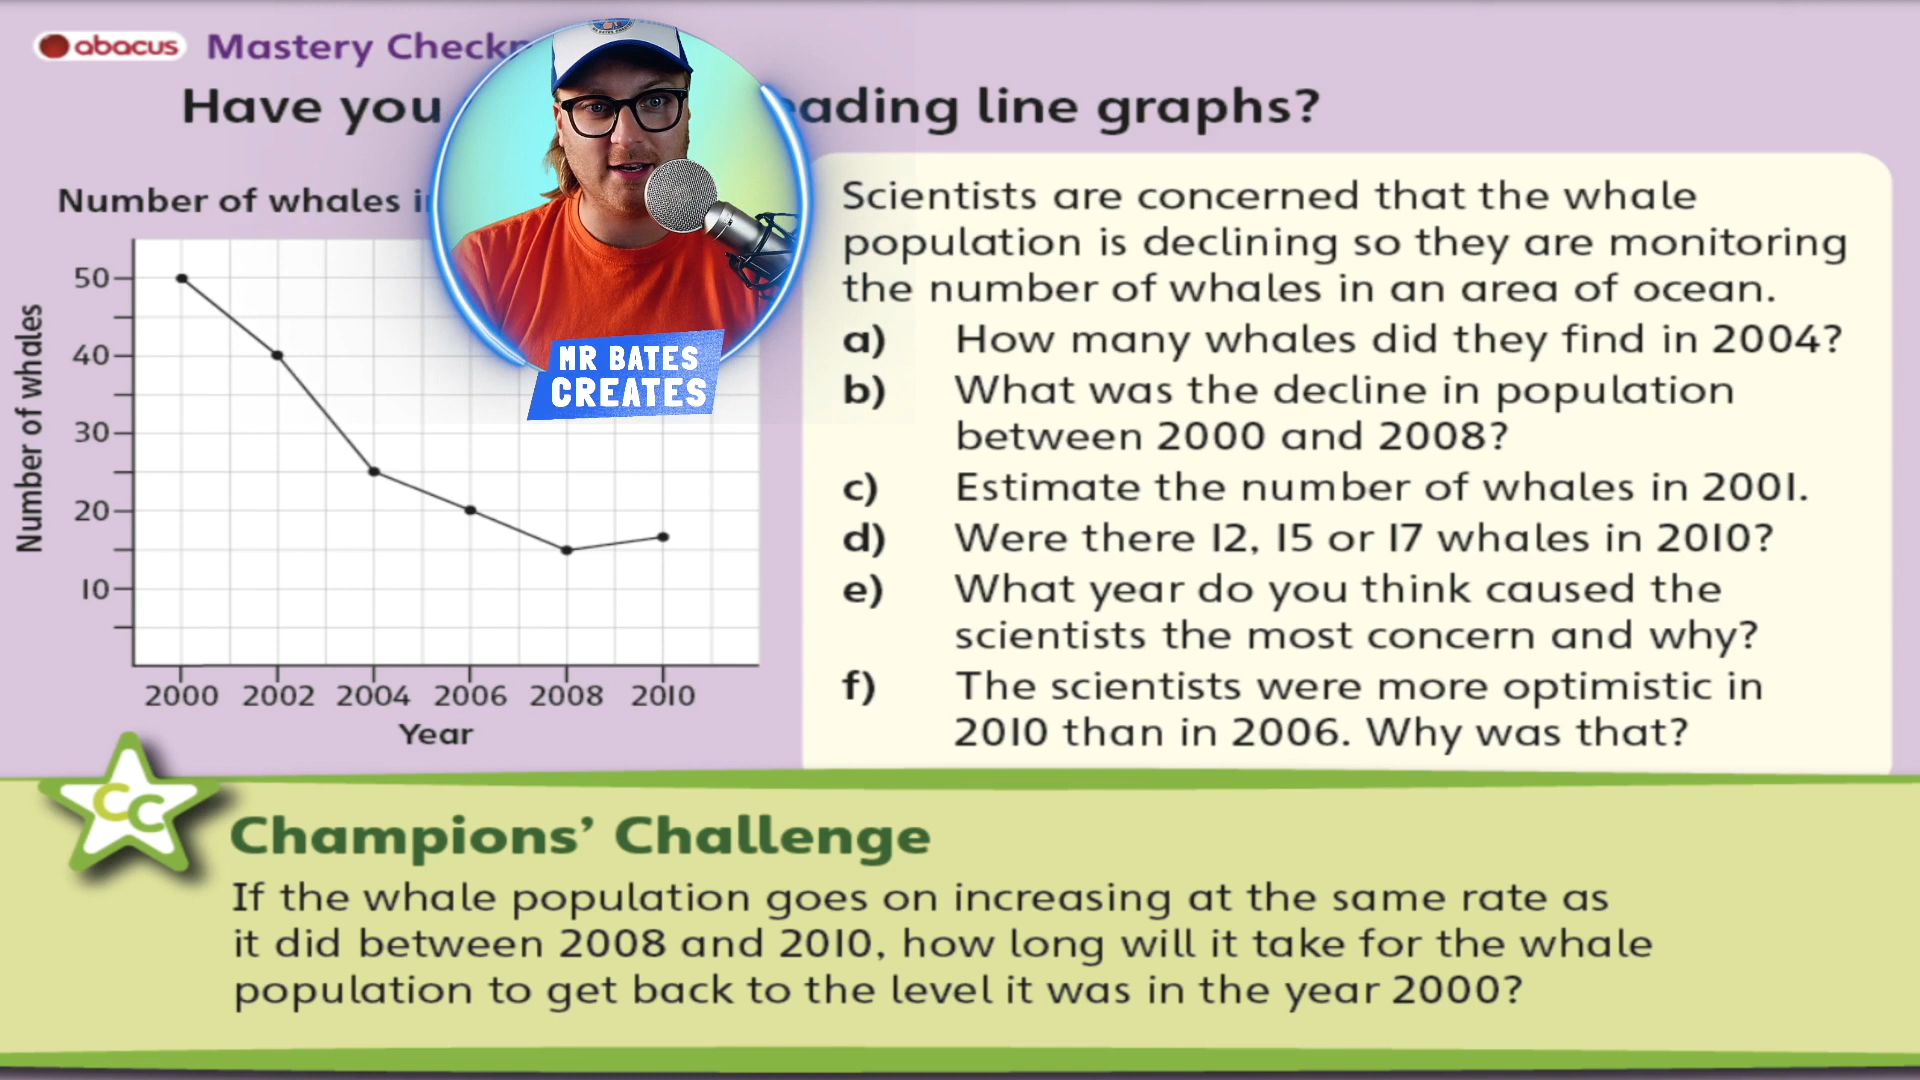 abacus Mastery Check
Have you ading line graphs?
Number of whales i
50
40
30
20
10
Number of whales
2000 2002 2004 2006 2008 2010
Year
MR BATES
CREATES
Scientists are concerned that the whale
population is declining so they are monitoring
the number of whales in an area of ocean.
a) How many whales did they find in 2004?
b) What was the decline in population
between 2000 and 2008?
c) Estimate the number of whales in 2001.
d) Were there 12, 15 or 17 whales in 2010?
e) What year do you think caused the
scientists the most concern and why?
f) The scientists were more optimistic in
2010 than in 2006. Why was that?
CC
Champions’ Challenge
If the whale population goes on increasing at the same rate as
it did between 2008 and 2010, how long will it take for the whale
population to get back to the level it was in the year 2000?